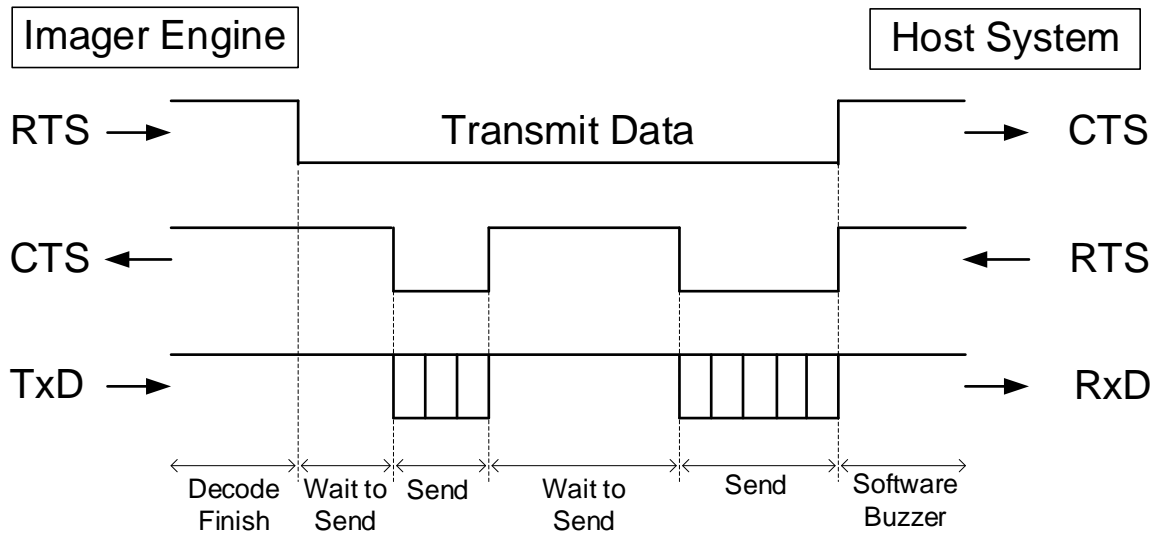 Imager Engine
Host System
RTS
Transmit Data
CTS
CTS
RTS
TxD
RxD
Decode
Finish
Wait to
Send
Send
Wait to
Send
Send
Software
Buzzer